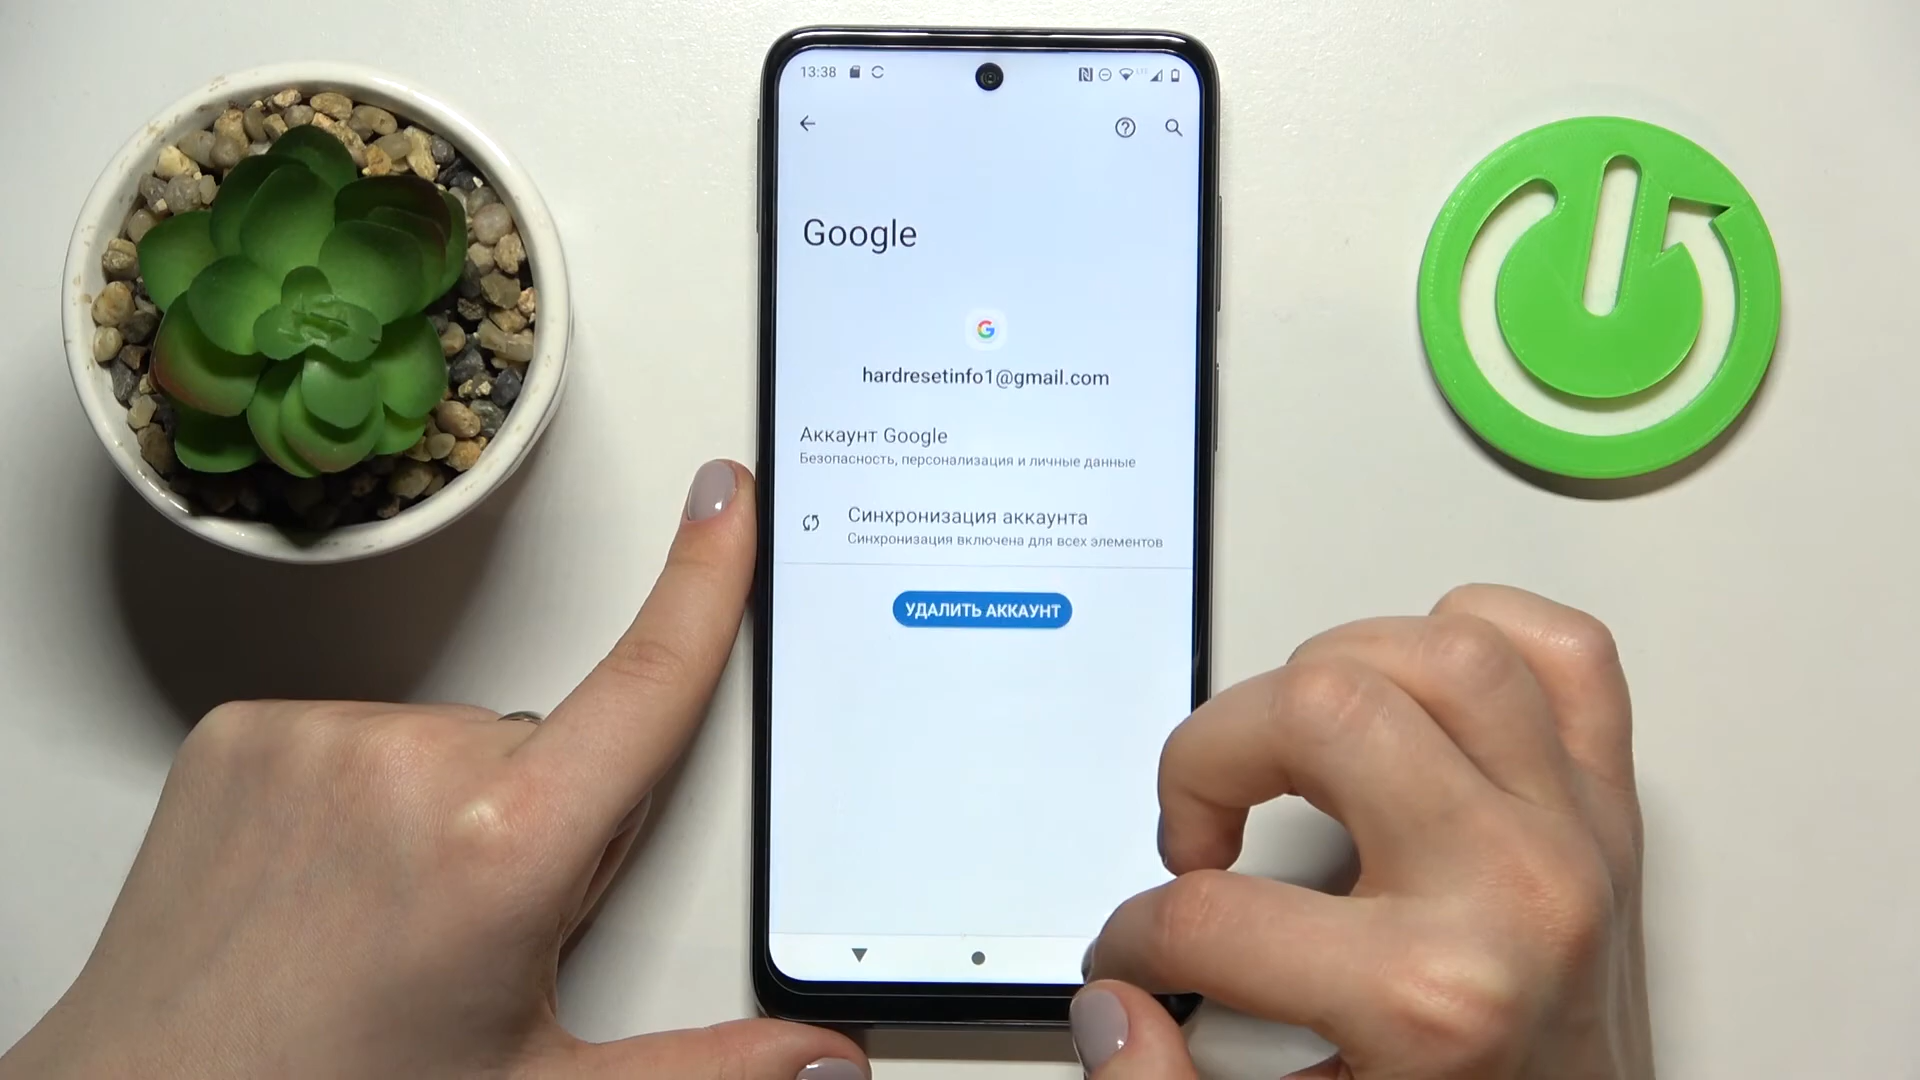 13:38
Google
hardresetinfo1@gmail.com
Аккаунт Google
Безопасность, персонализация и личные данные
Синхронизация аккаунта
Синхронизация включена для всех элементов
УДАЛИТЬ АККАУНТ